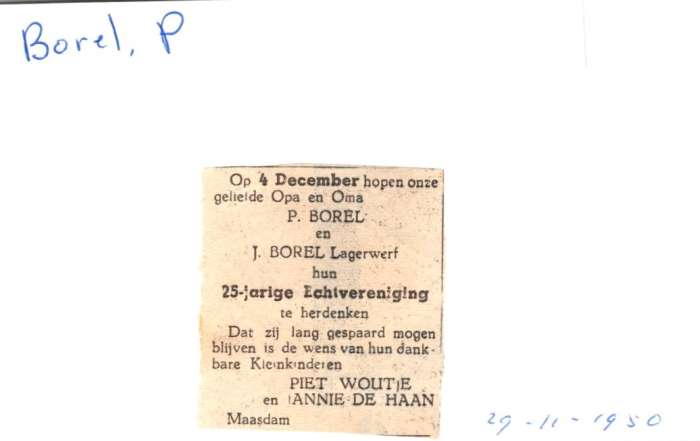 Borel, P
Op 4 December hopen onze
geliefde Opa en Oma
P. BOREL
en
J. BOREL Lagerwerf
hun
25-jarige Echtvereniging
te herdenken
Dat zij lang gespaard mogen
blijven is de wens van hun dank-
bare Kleinkinderen
PIET WOUTJE
en ANNIE DE HAAN
Maasdam
29-11-1950